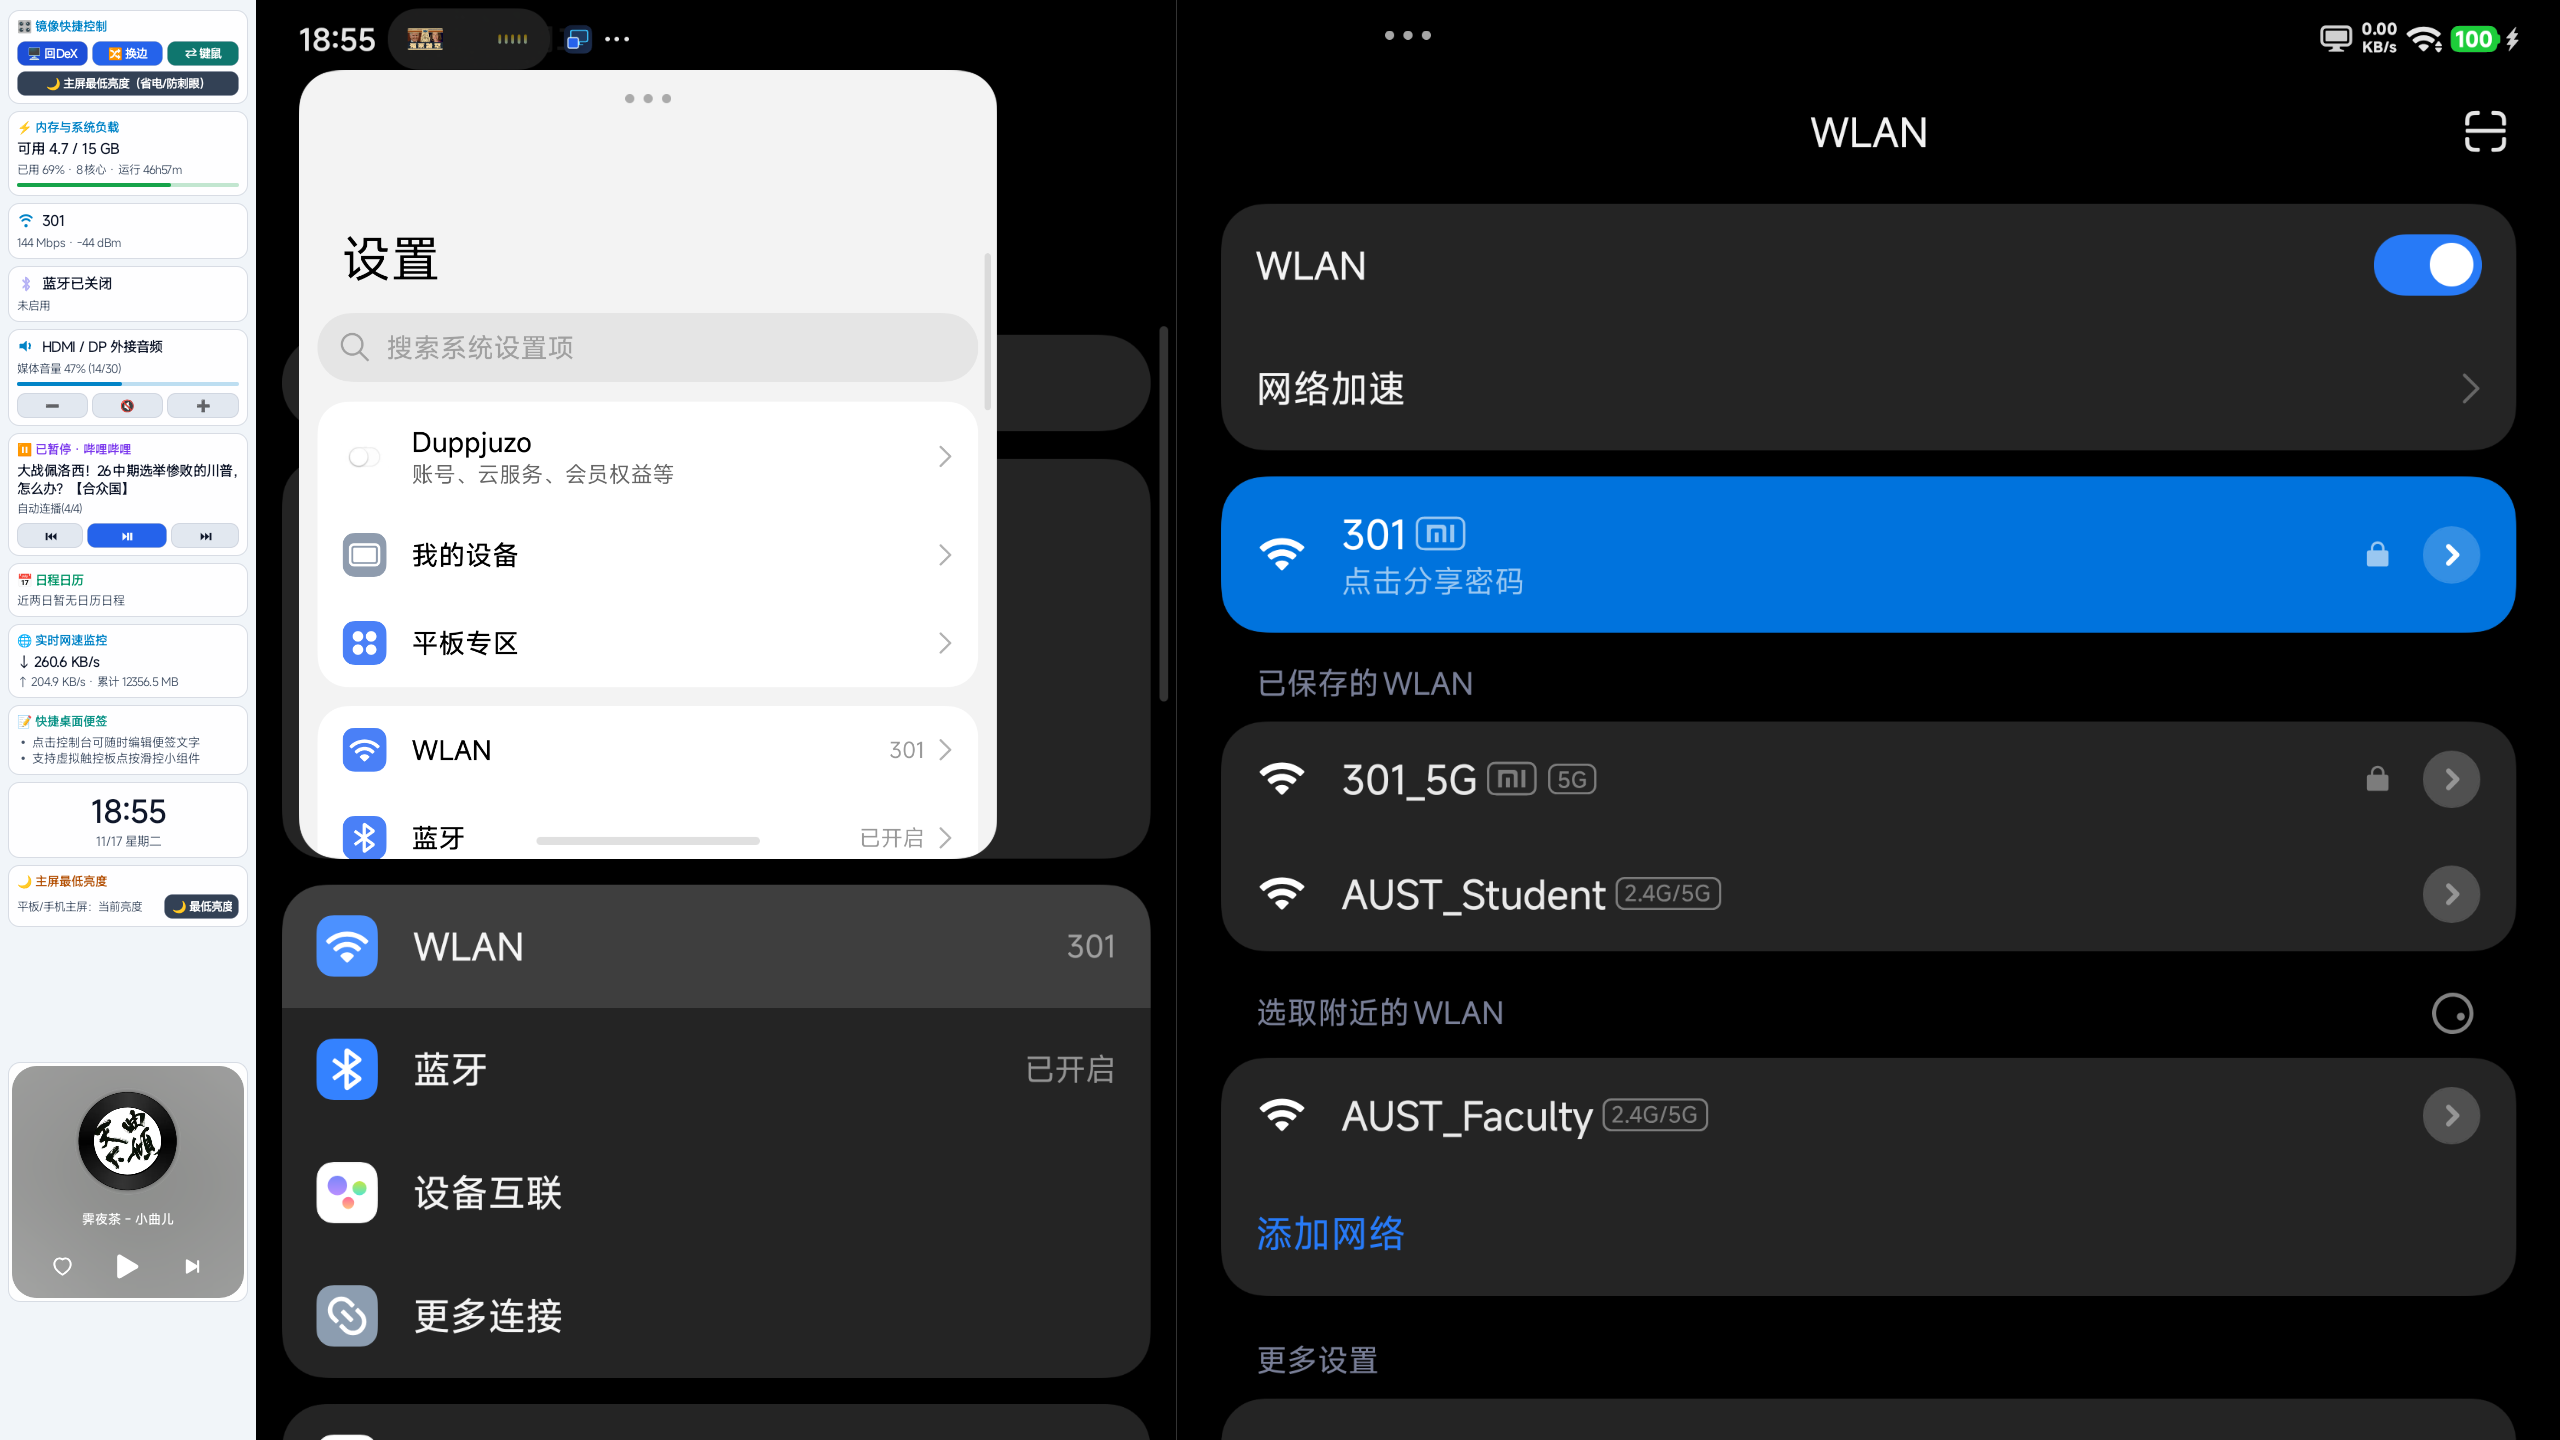 镜像快捷控制
回DeX
换边
键鼠
主屏最低亮度（省电/防刺眼）
内存与系统负载
可用 4.7 / 15 GB
已用 69% · 8核心 · 运行 46h57m
301
144 Mbps · -44 dBm
蓝牙已关闭
未启用
HDMI / DP 外接音频
媒体音量 47% (14/30)
已暂停 · 哔哩哔哩
大战佩洛西！26中期选举惨败的川普，
怎么办？【合众国】
自动连播(4/4)
日程日历
近两日暂无日历日程
实时网速监控
↓ 260.6 KB/s
↑ 204.9 KB/s · 累计 12356.5 MB
快捷桌面便签
• 点击控制台可随时编辑便签文字
• 支持虚拟触控板点按滑控小组件
18:55
11/17 星期二
主屏最低亮度
平板/手机主屏：当前亮度
最低亮度
霁夜茶 - 小曲儿
18:55
设置
搜索系统设置项
Duppjuzo
账号、云服务、会员权益等
我的设备
平板专区
WLAN
301
蓝牙
已开启
WLAN
301
蓝牙
已开启
设备互联
更多连接
0.00
KB/s
100
WLAN
WLAN
网络加速
301
点击分享密码
已保存的WLAN
301_5G 5G
AUST_Student 2.4G/5G
选取附近的WLAN
AUST_Faculty 2.4G/5G
添加网络
更多设置